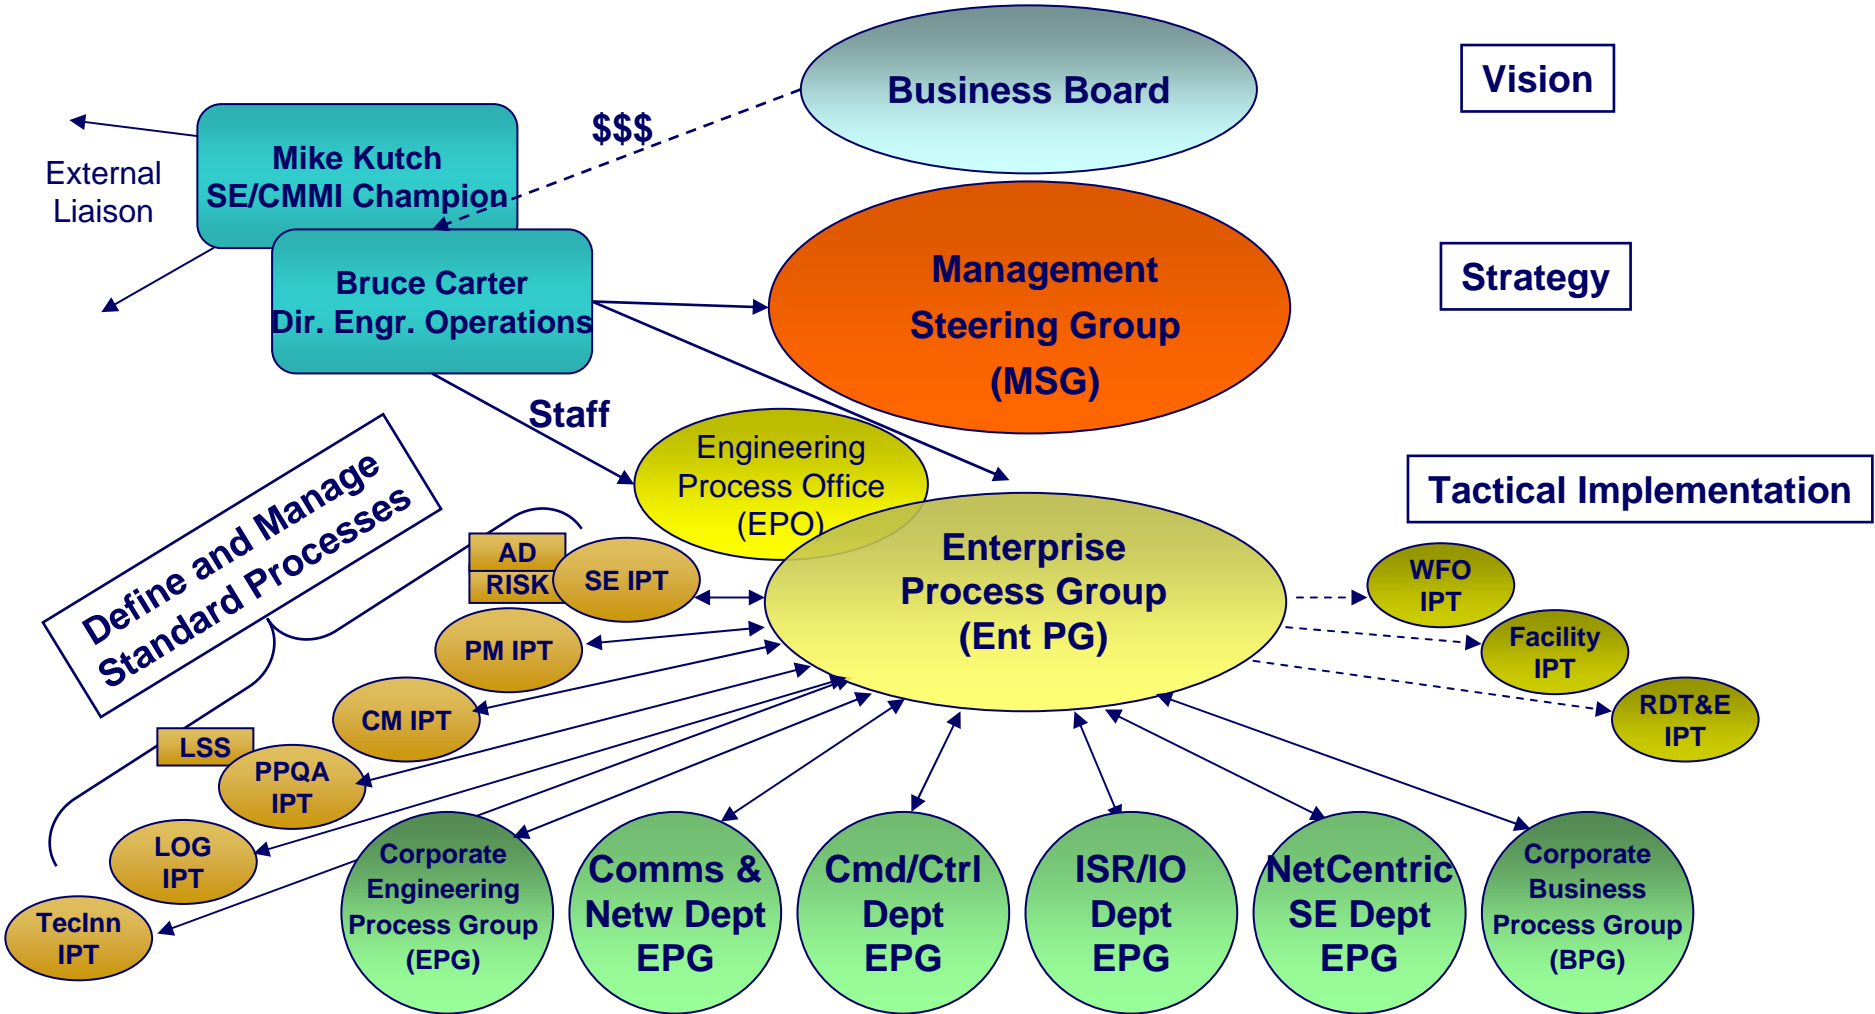 Business Board
Vision
$$$
External
Liaison
Mike Kutch
SE/CMMI Champion
Bruce Carter
Dir. Engr. Operations
Management
Steering Group
(MSG)
Strategy
Staff
Engineering
Process Office
(EPO)
Tactical Implementation
Define and Manage
Standard Processes
Enterprise
Process Group
(Ent PG)
AD
RISK
SE IPT
PM IPT
CM IPT
LSS
PPQA
IPT
LOG
IPT
TecInn
IPT
WFO
IPT
Facility
IPT
RDT&E
IPT
Corporate
Engineering
Process Group
(EPG)
Comms &
Netw Dept
EPG
Cmd/Ctrl
Dept
EPG
ISR/IO
Dept
EPG
NetCentric
SE Dept
EPG
Corporate
Business
Process Group
(BPG)